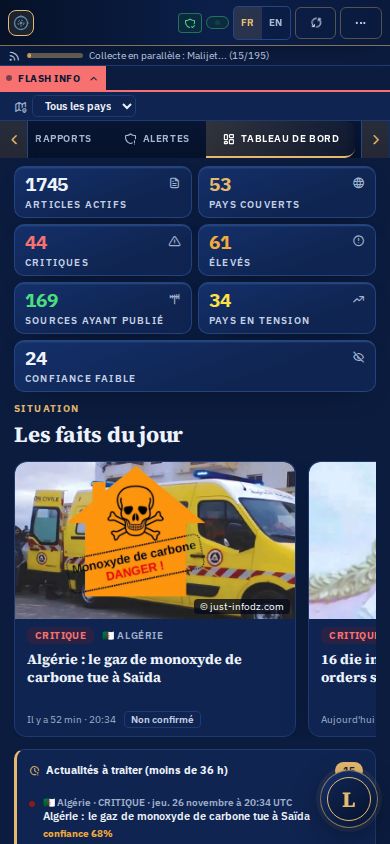 FR EN
Collecte en parallèle : Malijet... (15/195)
FLASH INFO
Tous les pays
RAPPORTS ALERTES TABLEAU DE BORD
1745
ARTICLES ACTIFS
53
PAYS COUVERTS
44
CRITIQUES
61
ÉLEVÉS
169
SOURCES AYANT PUBLIÉ
34
PAYS EN TENSION
24
CONFIANCE FAIBLE
SITUATION
Les faits du jour
Monoxyde de carbone
DANGER !
© just-infodz.com
CRITIQUE ALGÉRIE
Algérie : le gaz de monoxyde de
carbone tue à Saïda
Il y a 52 min · 20:34 Non confirmé
CRITIQU
16 die in
orders s
Aujourd'hui
Actualités à traiter (moins de 36 h)
Algérie · CRITIQUE · jeu. 26 novembre à 20:34 UTC
Algérie : le gaz de monoxyde de carbone tue à Saïda
confiance 68%
L